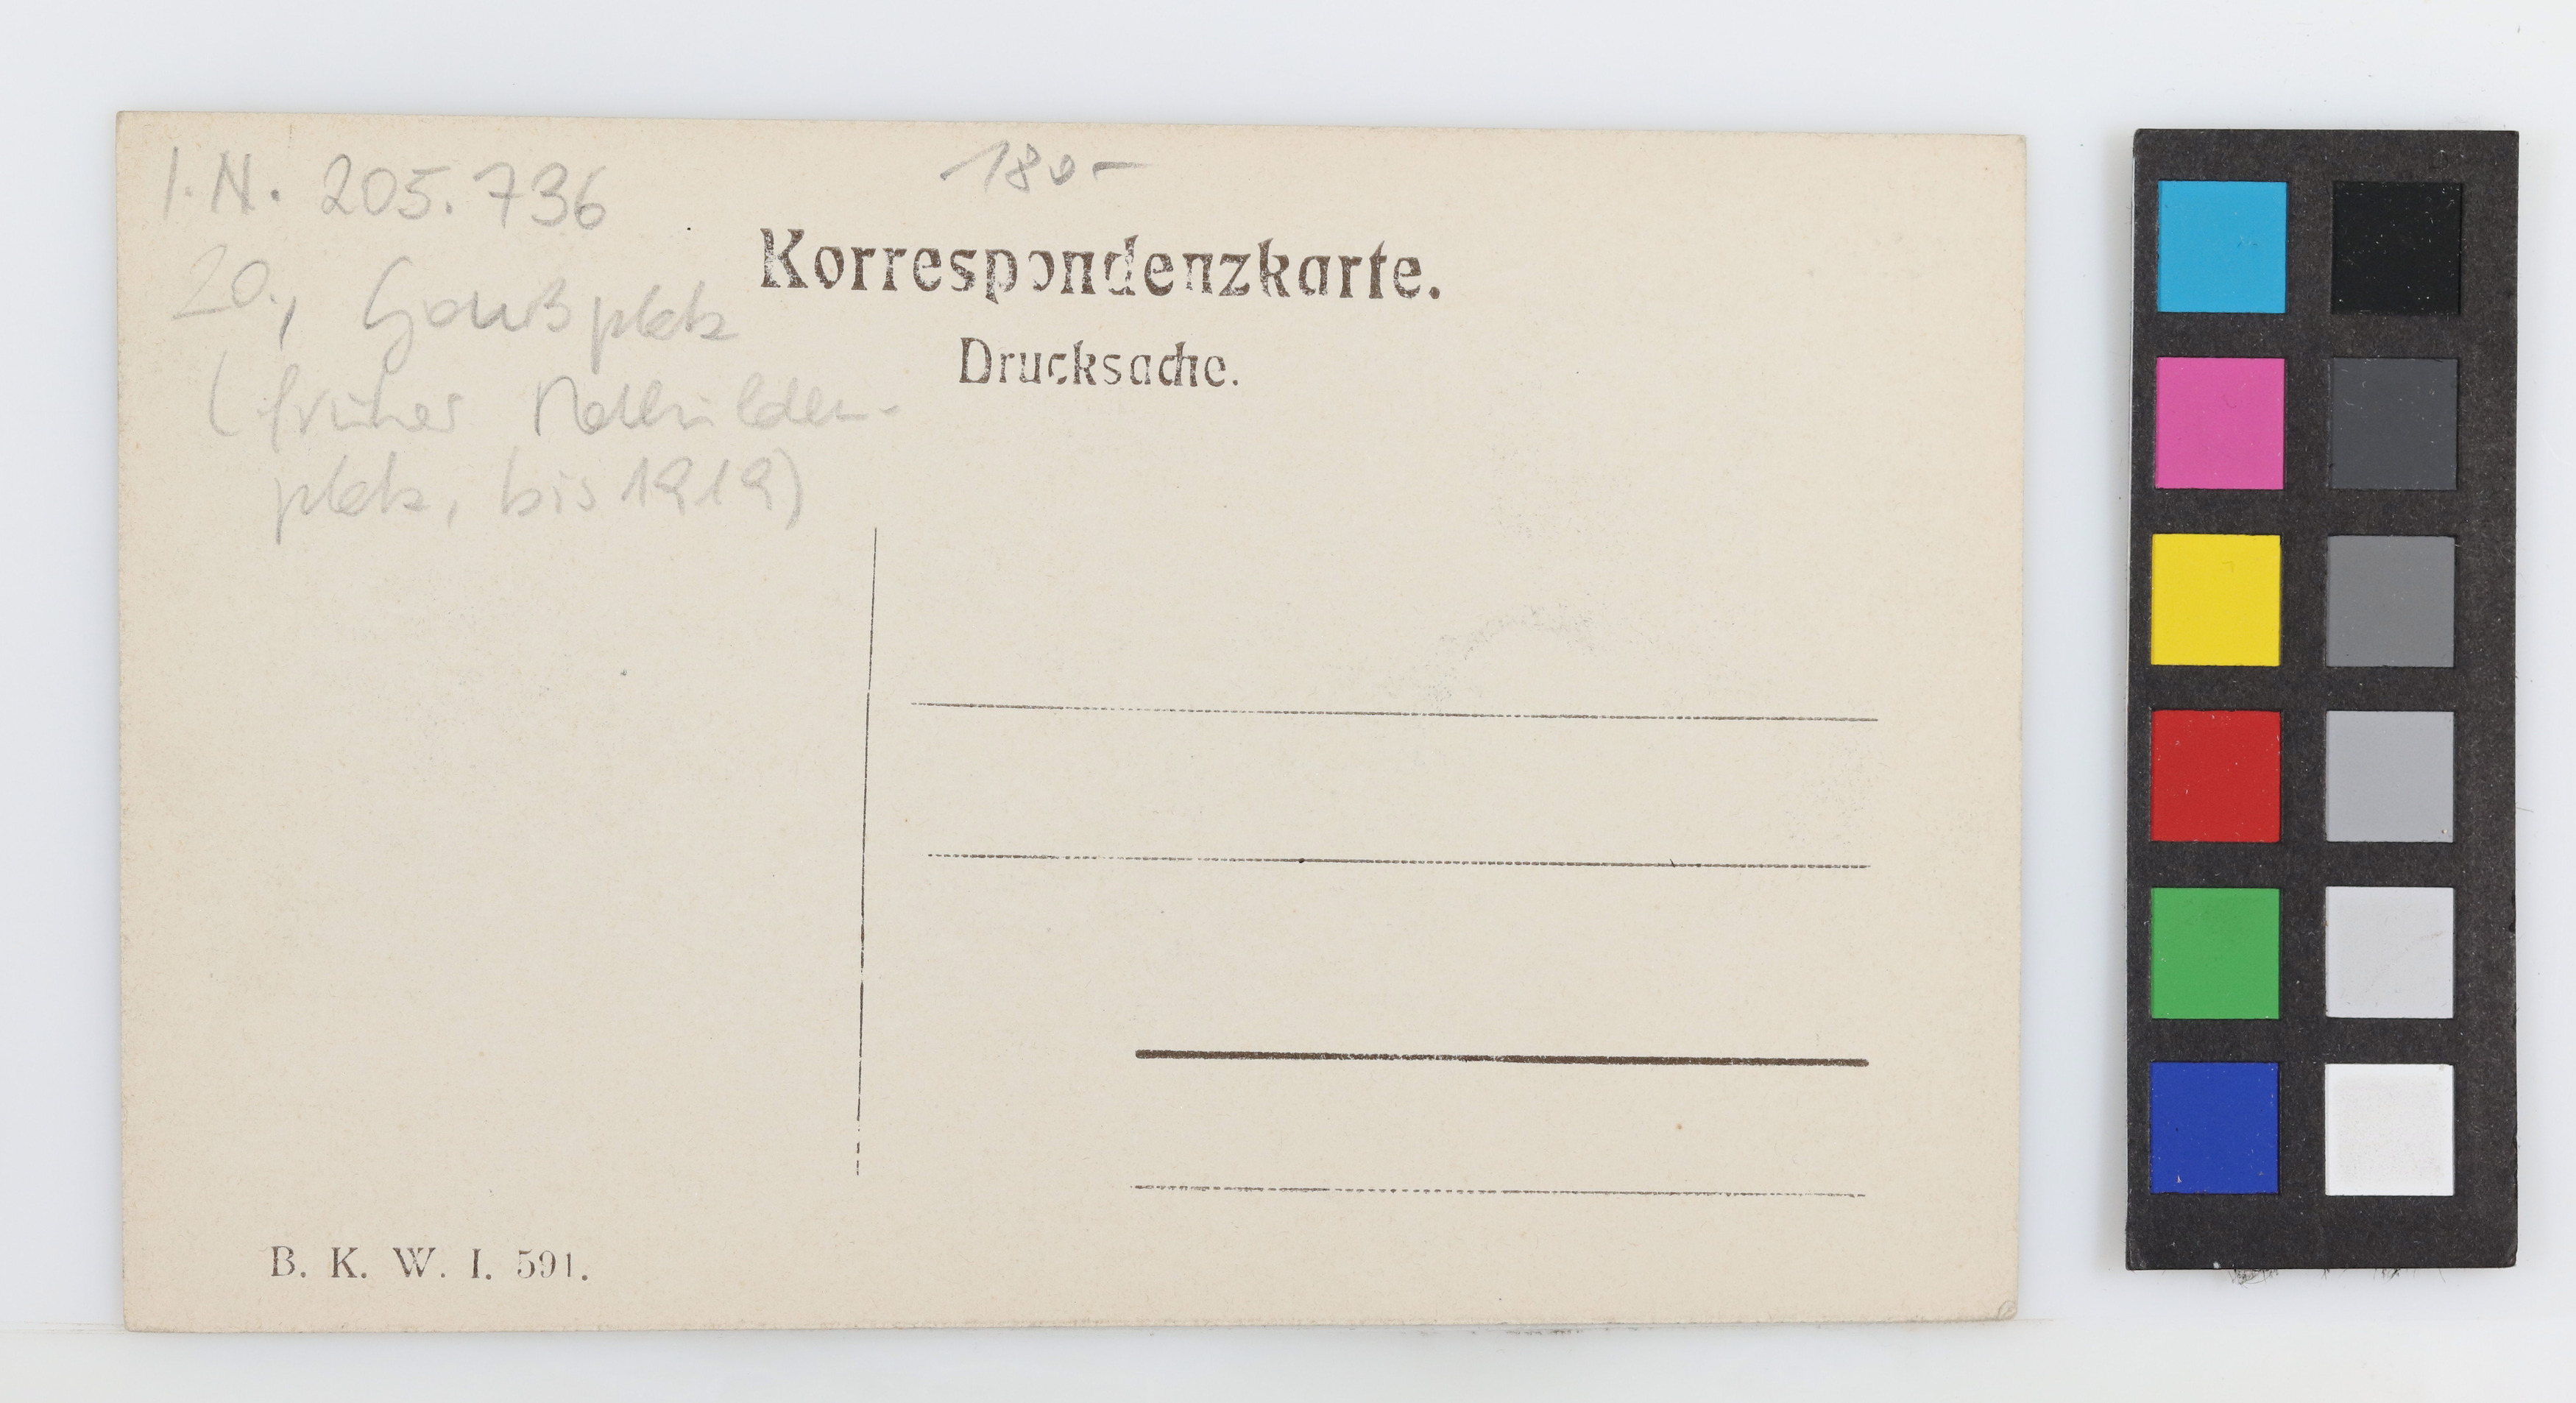 I.N. 205.736
180-
20., Gaußplatz
(früher Mathilden-
platz, bis 1919)
Korrespondenzkarte.
Drucksache.
B. K. W. I. 591.